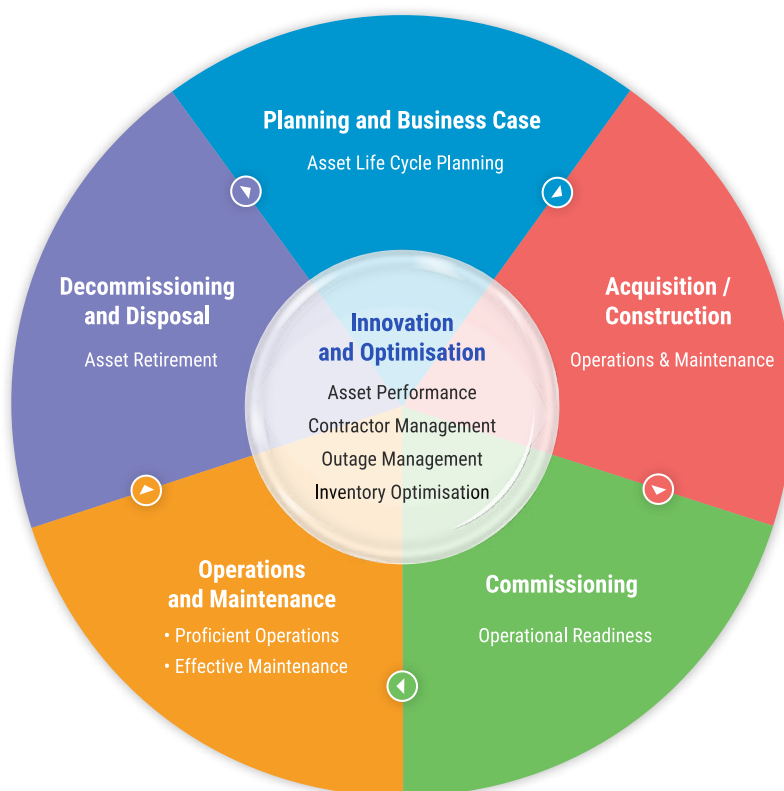 Planning and Business Case
Asset Life Cycle Planning
Acquisition /
Construction
Operations & Maintenance
Commissioning
Operational Readiness
Operations
and Maintenance
• Proficient Operations
• Effective Maintenance
Decommissioning
and Disposal
Asset Retirement
Innovation
and Optimisation
Asset Performance
Contractor Management
Outage Management
Inventory Optimisation